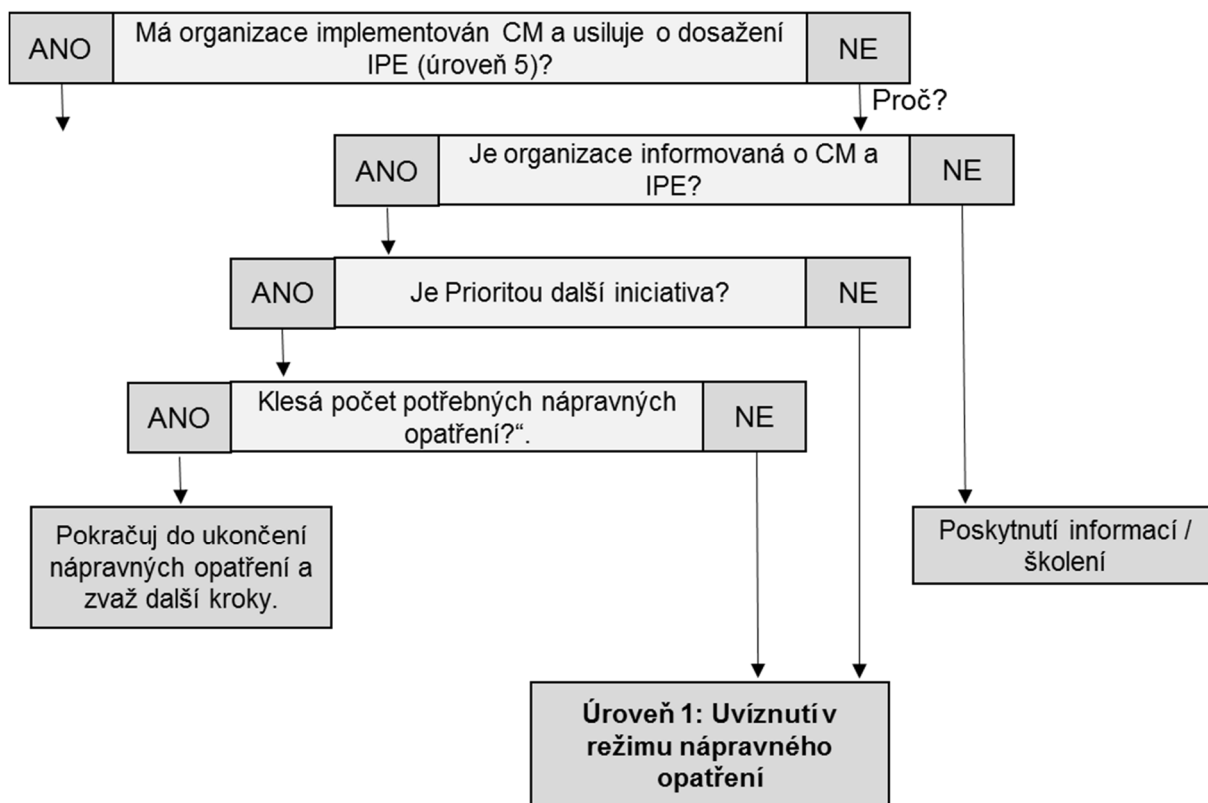 ANO
Má organizace implementován CM a usiluje o dosažení
IPE (úroveň 5)?
NE
Proč?
ANO
Je organizace informovaná o CM a
IPE?
NE
ANO
Je Prioritou další iniciativa?
NE
ANO
Klesá počet potřebných nápravných
opatření?“.
NE
Pokračuj do ukončení
nápravných opatření a
zvaž další kroky.
Poskytnutí informací /
školení
Úroveň 1: Uvíznutí v
režimu nápravného
opatření